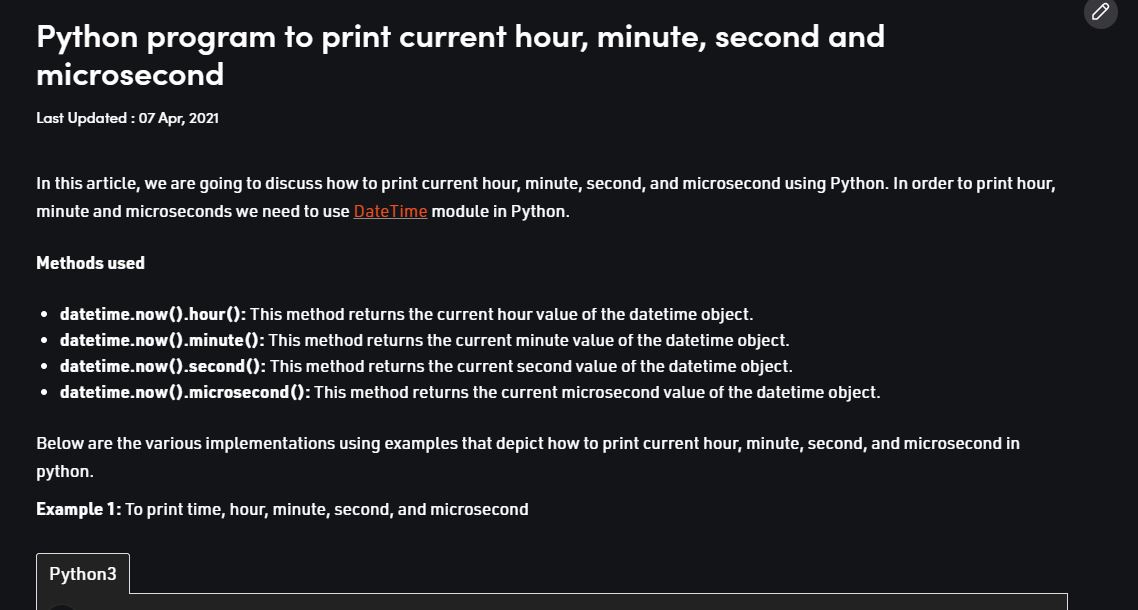 Python program to print current hour, minute, second and
microsecond
Last Updated : 07 Apr, 2021
In this article, we are going to discuss how to print current hour, minute, second, and microsecond using Python. In order to print hour,
minute and microseconds we need to use DateTime module in Python.
Methods used
• datetime.now().hour(): This method returns the current hour value of the datetime object.
• datetime.now().minute(): This method returns the current minute value of the datetime object.
• datetime.now().second(): This method returns the current second value of the datetime object.
• datetime.now().microsecond(): This method returns the current microsecond value of the datetime object.
Below are the various implementations using examples that depict how to print current hour, minute, second, and microsecond in
python.
Example 1: To print time, hour, minute, second, and microsecond
Python3